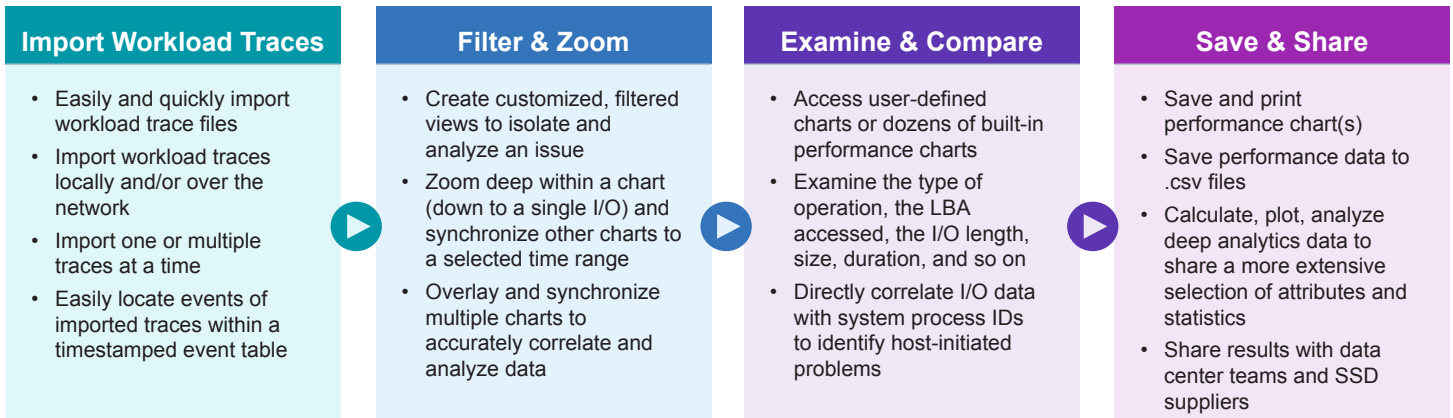 Import Workload Traces
• Easily and quickly import
workload trace files
• Import workload traces
locally and/or over the
network
• Import one or multiple
traces at a time
• Easily locate events of
imported traces within a
timestamped event table
Filter & Zoom
• Create customized, filtered
views to isolate and
analyze an issue
• Zoom deep within a chart
(down to a single I/O) and
synchronize other charts to
a selected time range
• Overlay and synchronize
multiple charts to
accurately correlate and
analyze data
Examine & Compare
• Access user-defined
charts or dozens of built-in
performance charts
• Examine the type of
operation, the LBA
accessed, the I/O length,
size, duration, and so on
• Directly correlate I/O data
with system process IDs
to identify host-initiated
problems
Save & Share
• Save and print
performance chart(s)
• Save performance data to
.csv files
• Calculate, plot, analyze
deep analytics data to
share a more extensive
selection of attributes and
statistics
• Share results with data
center teams and SSD
suppliers